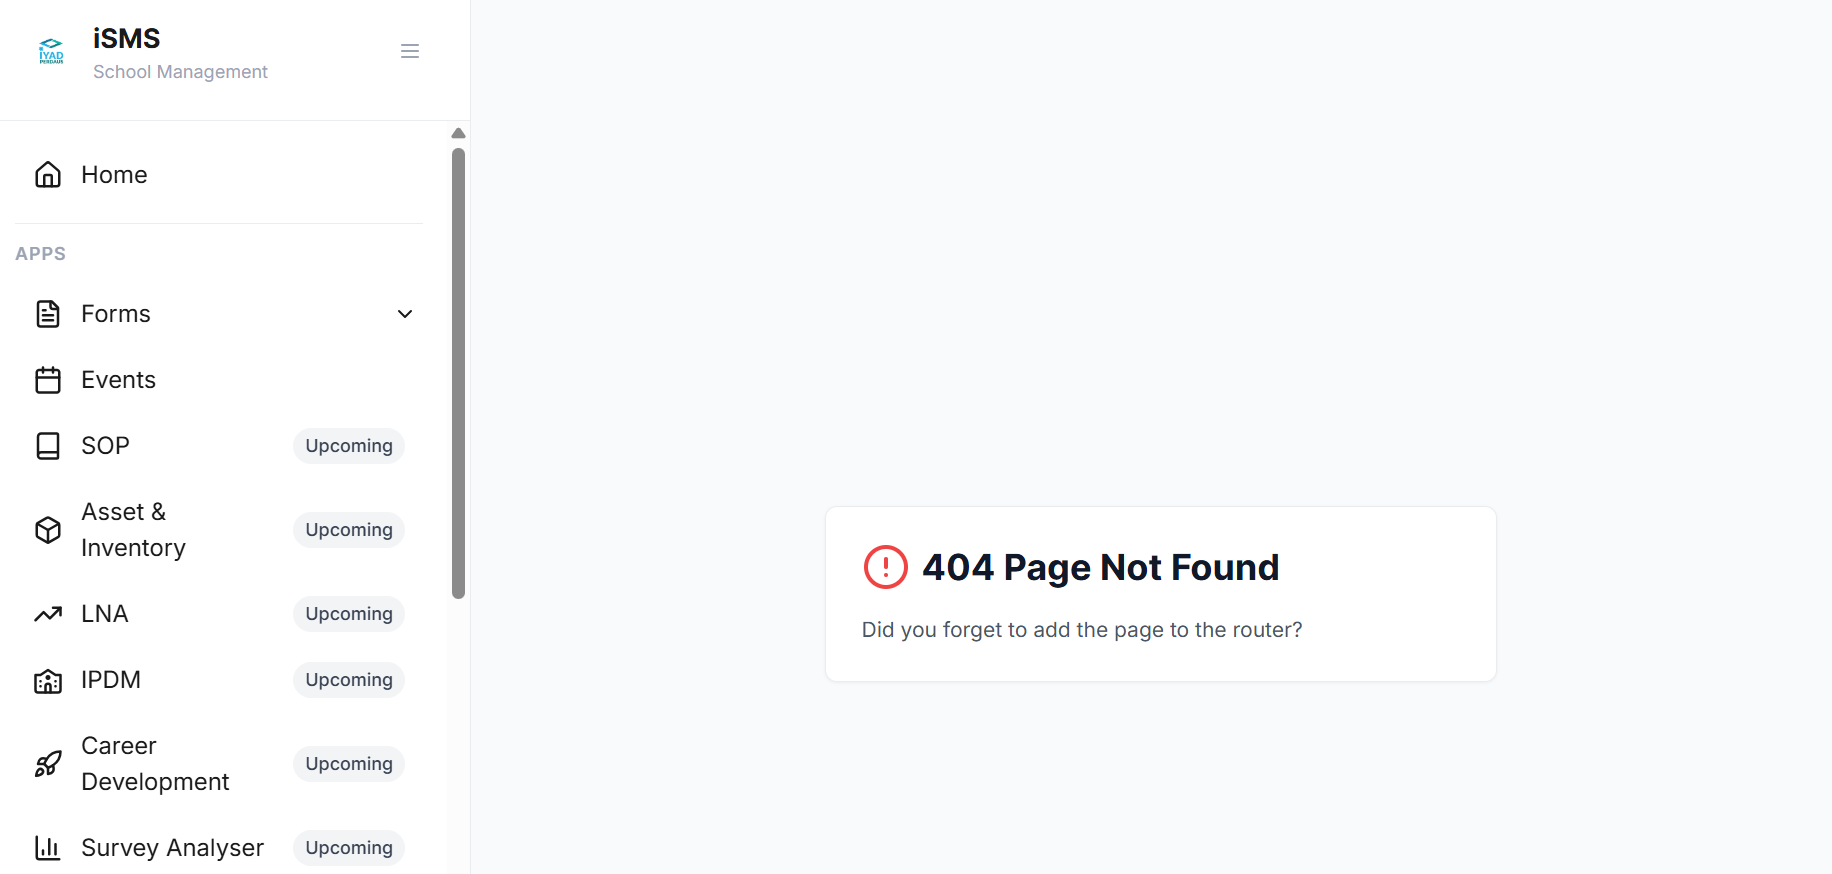 iYAD
PERDAUS
iSMS
School Management
Home
APPS
Forms
Events
SOP
Upcoming
Asset &
Inventory
Upcoming
LNA
Upcoming
IPDM
Upcoming
Career
Development
Upcoming
Survey Analyser
Upcoming
404 Page Not Found
Did you forget to add the page to the router?